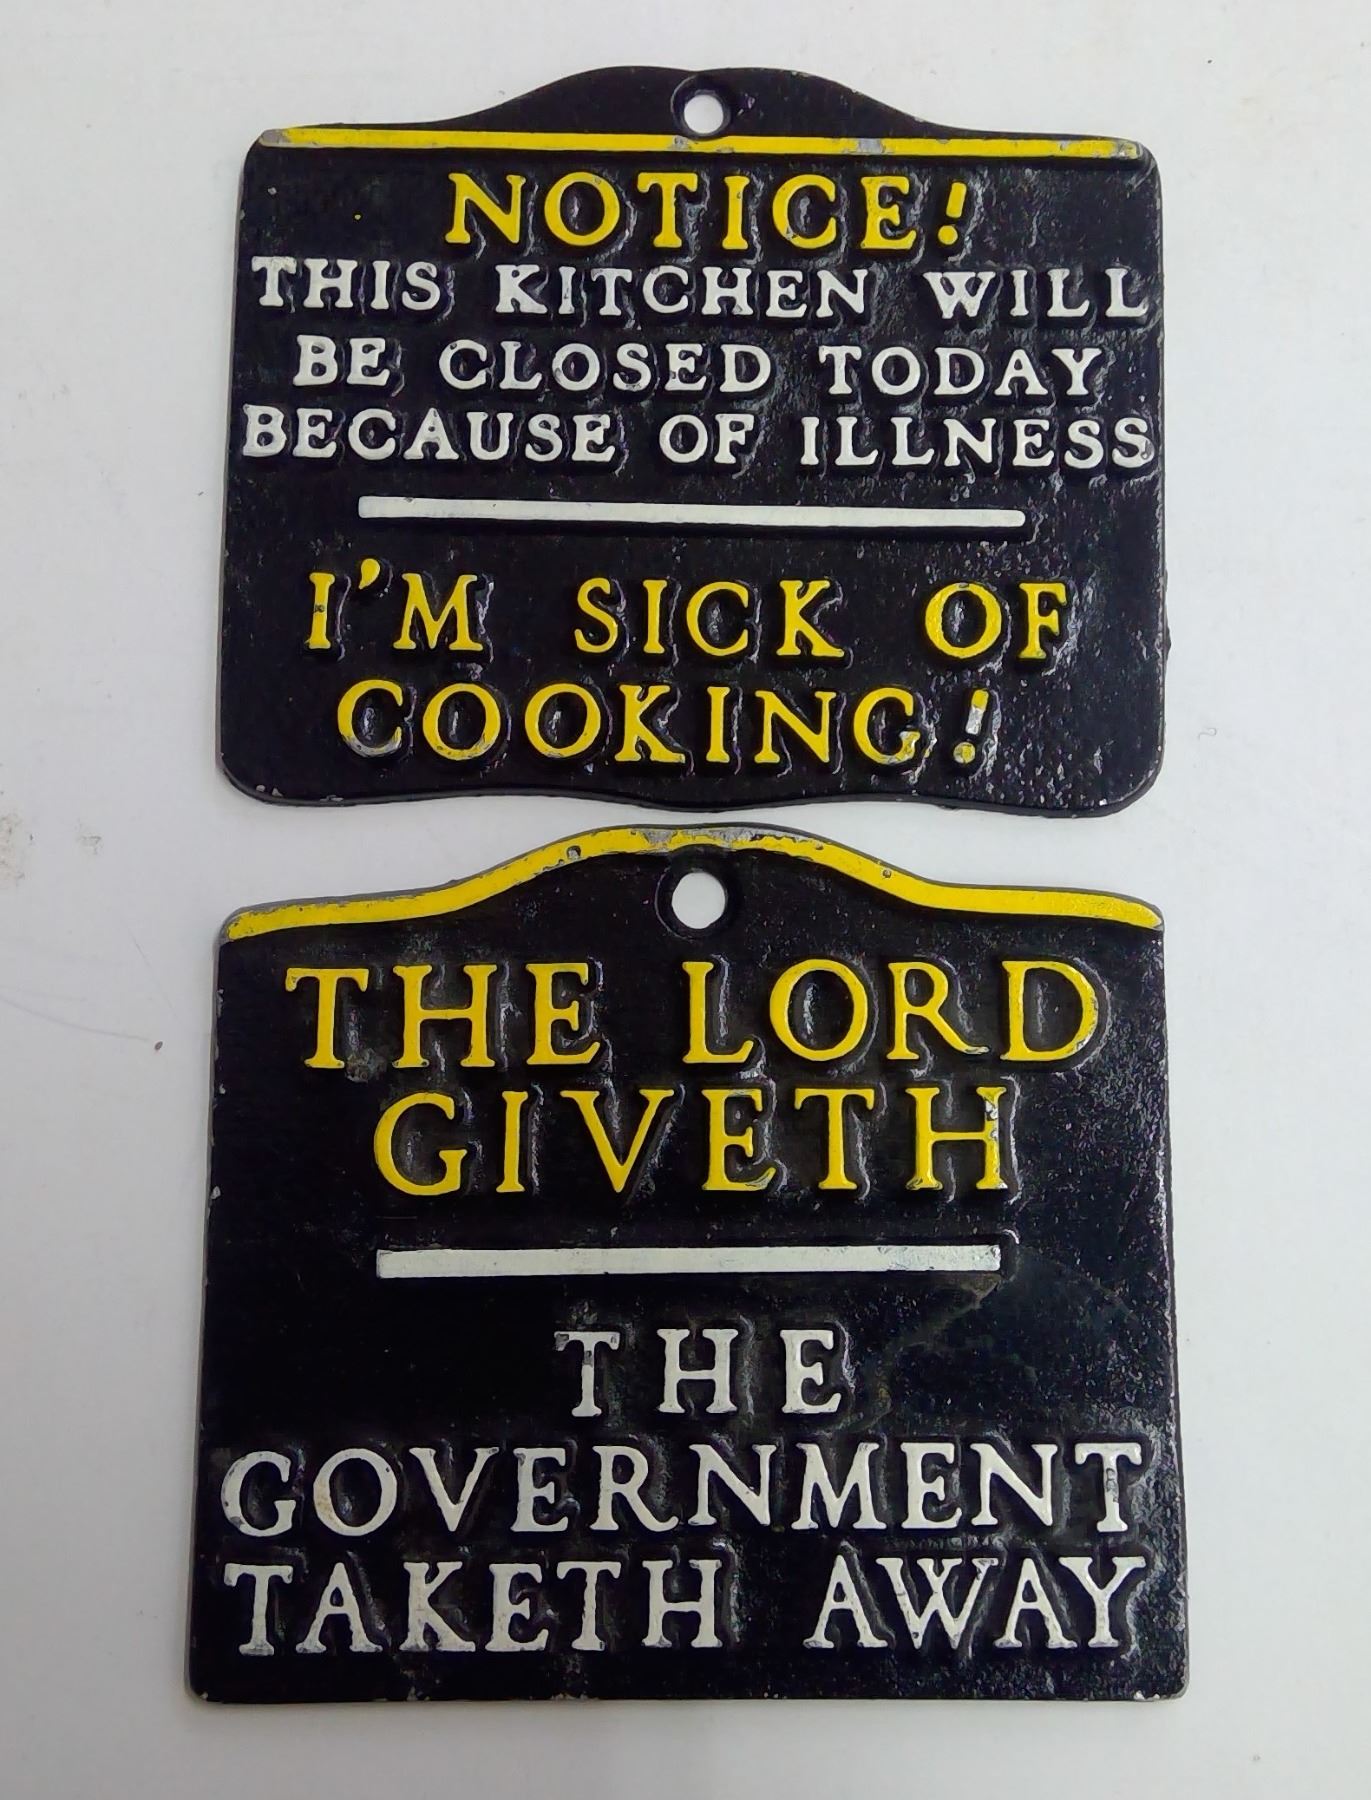 NOTICE!
THIS KITCHEN WILL
BE CLOSED TODAY
BECAUSE OF ILLNESS
I'M SICK OF
COOKING!
THE LORD
GIVETH
THE
GOVERNMENT
TAKETH AWAY